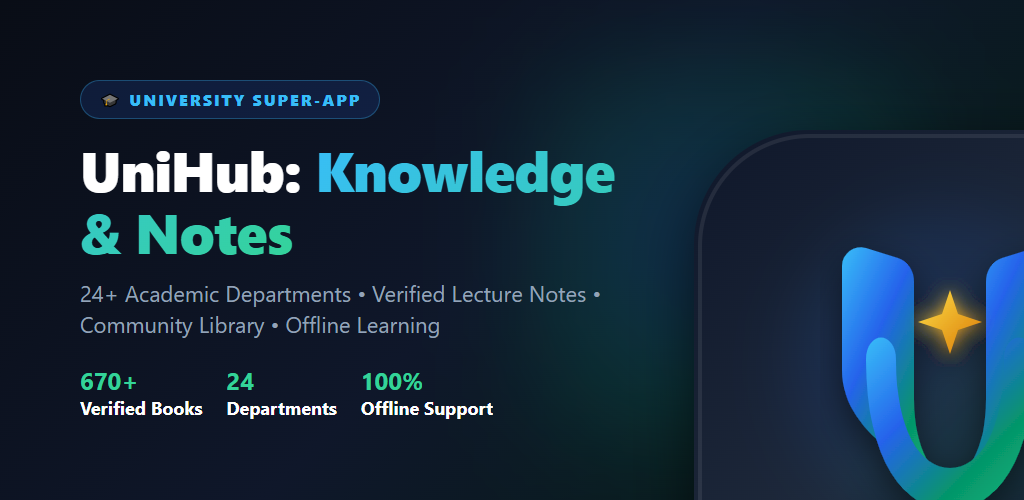 🎓 UNIVERSITY SUPER-APP
UniHub: Knowledge
& Notes
24+ Academic Departments • Verified Lecture Notes •
Community Library • Offline Learning
670+ 24 100%
Verified Books Departments Offline Support